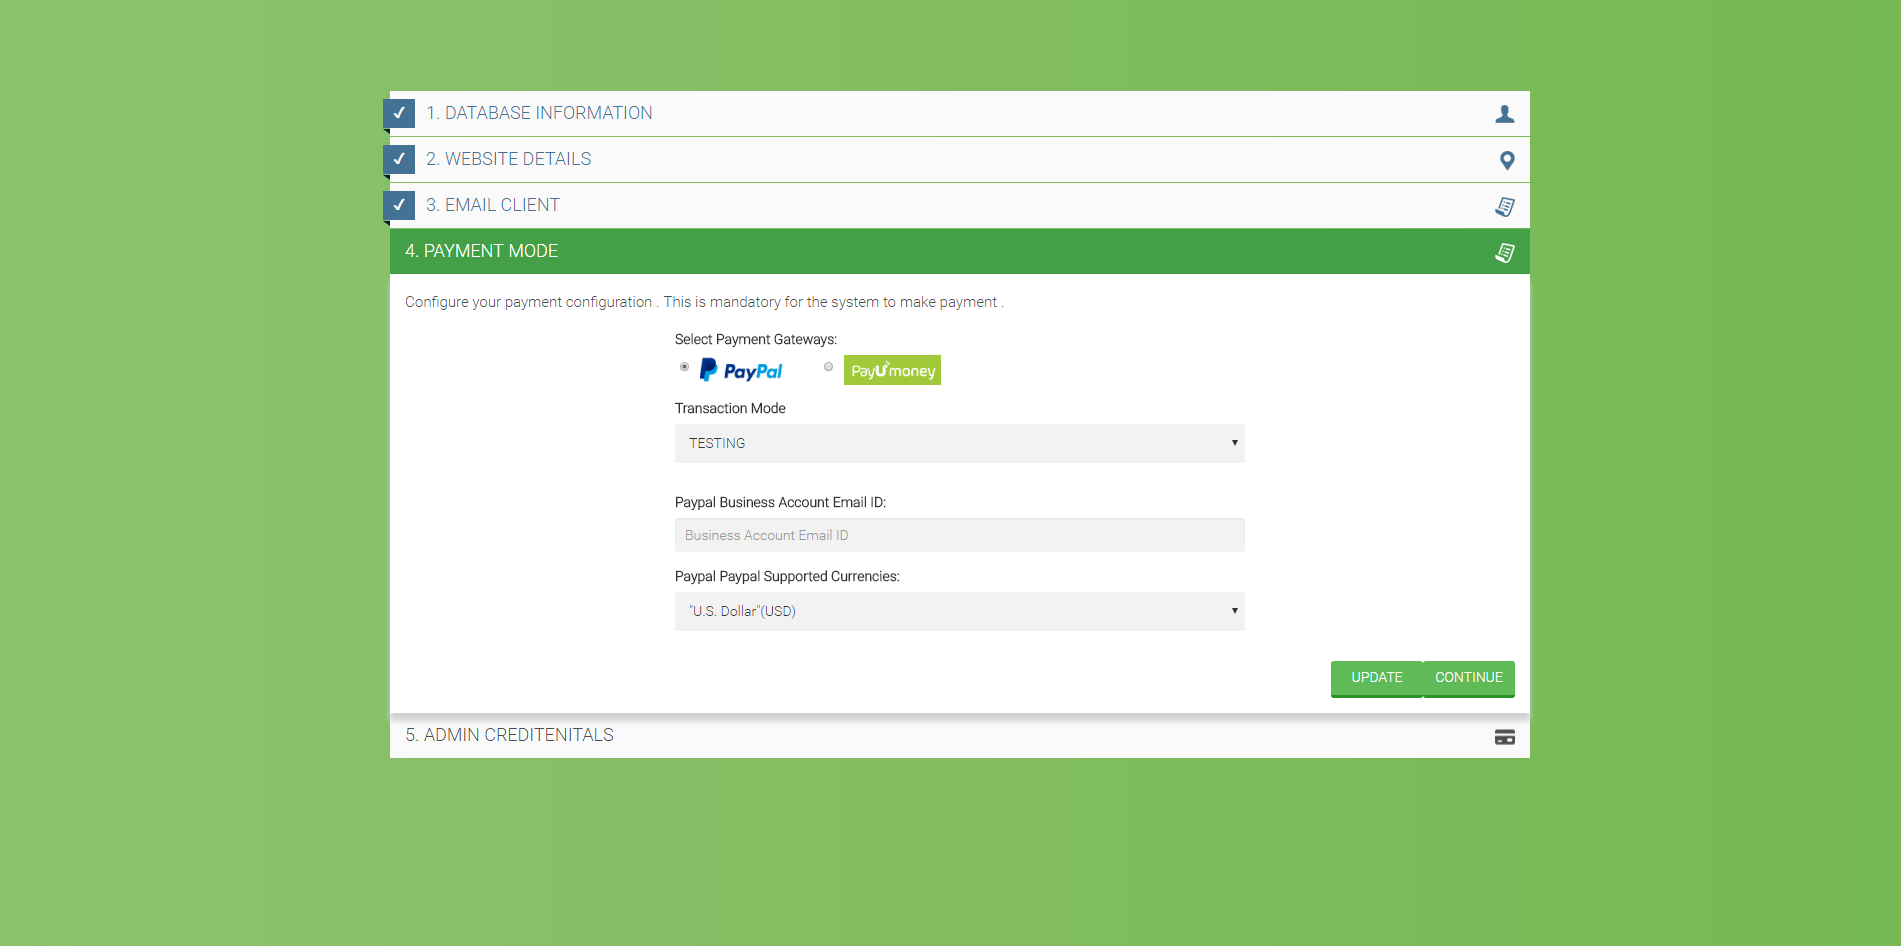 1. DATABASE INFORMATION
2. WEBSITE DETAILS
3. EMAIL CLIENT
4. PAYMENT MODE
Configure your payment configuration . This is mandatory for the system to make payment .
Select Payment Gateways:
PayPal PayUmoney
Transaction Mode
TESTING
Paypal Business Account Email ID:
Business Account Email ID
Paypal Paypal Supported Currencies:
"U.S. Dollar"(USD)
UPDATE CONTINUE
5. ADMIN CREDITENITALS